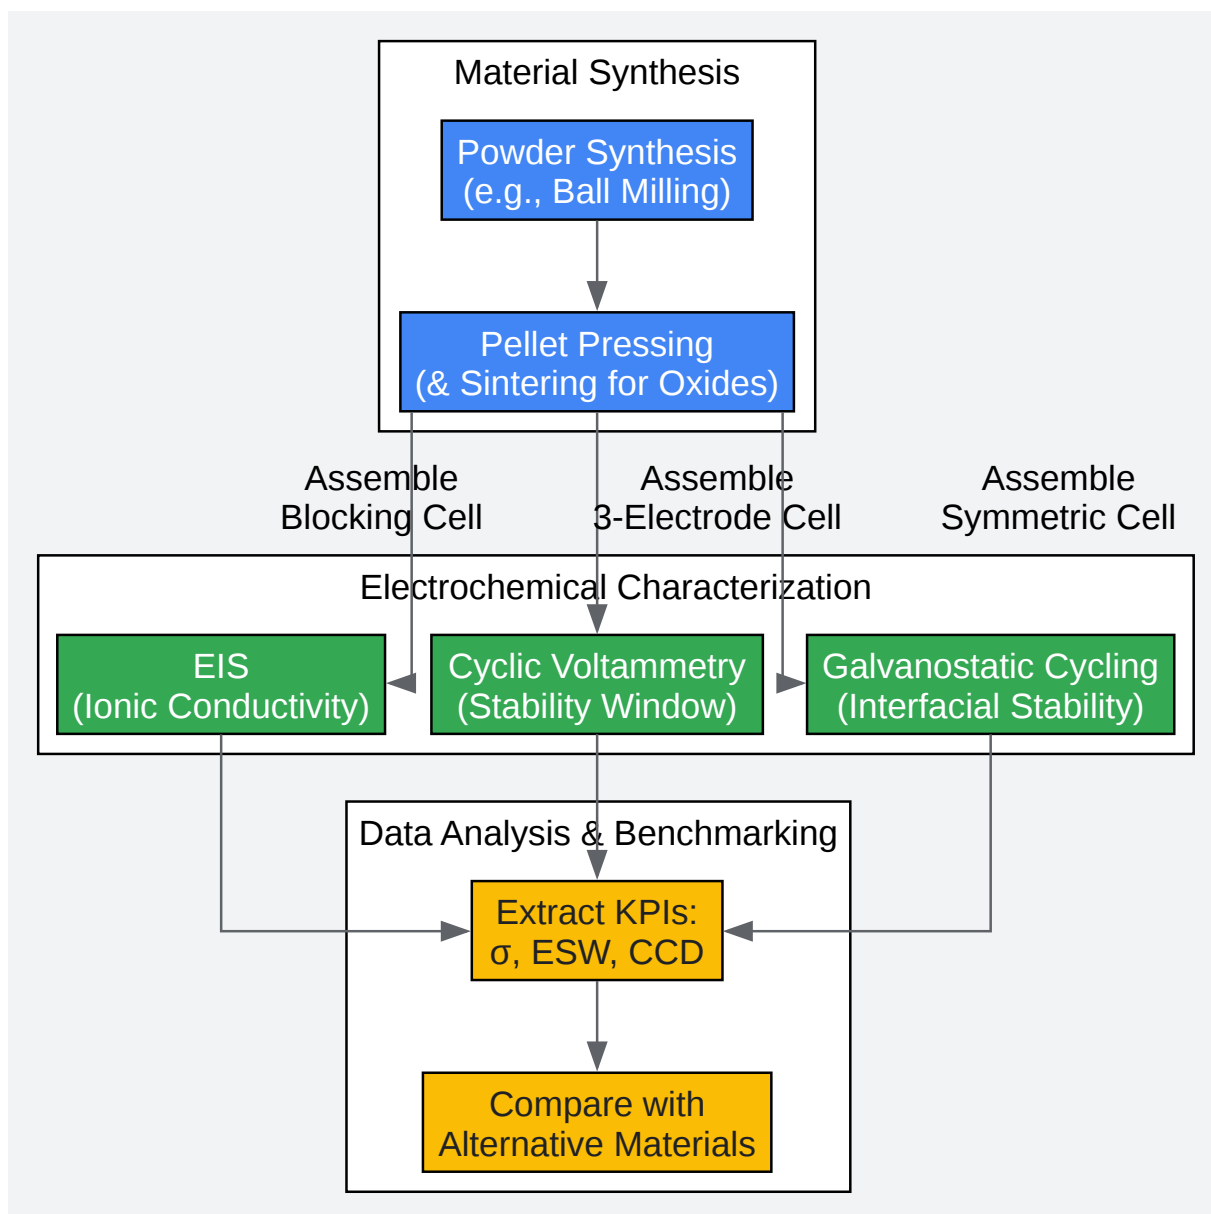 Material Synthesis
Powder Synthesis
(e.g., Ball Milling)
Pellet Pressing
(& Sintering for Oxides)
Assemble
Blocking Cell
Assemble
3-Electrode Cell
Assemble
Symmetric Cell
Electrochemical Characterization
EIS
(Ionic Conductivity)
Cyclic Voltammetry
(Stability Window)
Galvanostatic Cycling
(Interfacial Stability)
Data Analysis & Benchmarking
Extract KPIs:
σ, ESW, CCD
Compare with
Alternative Materials